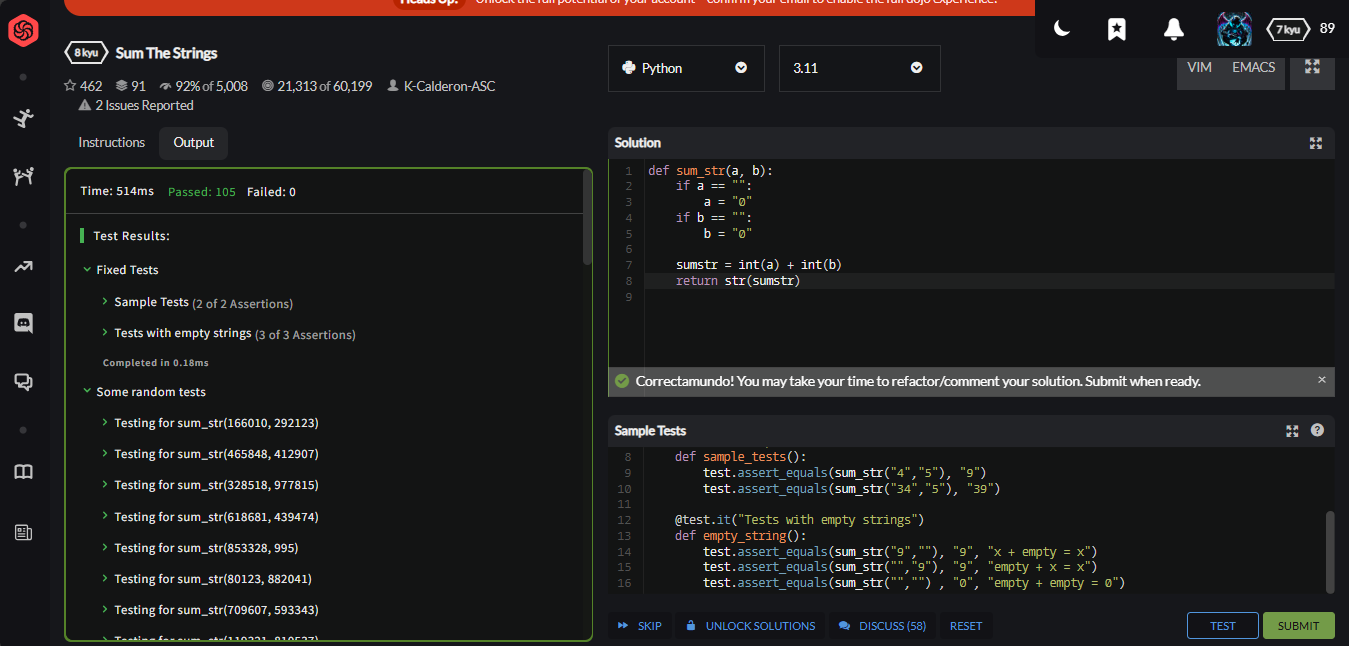 Heads Up! Unlock the full potential of your account - Confirm your email to enable the full dojo experience.
7 kyu 89
8 kyu Sum The Strings
462 91 92% of 5,008 21,313 of 60,199 K-Calderon-ASC
2 Issues Reported
Python
3.11
VIM EMACS
Instructions Output
Time: 514ms Passed: 105 Failed: 0
Test Results:
Fixed Tests
Sample Tests (2 of 2 Assertions)
Tests with empty strings (3 of 3 Assertions)
Completed in 0.18ms
Some random tests
Testing for sum_str(166010, 292123)
Testing for sum_str(465848, 412907)
Testing for sum_str(328518, 977815)
Testing for sum_str(618681, 439474)
Testing for sum_str(853328, 995)
Testing for sum_str(80123, 882041)
Testing for sum_str(709607, 593343)
Solution
1 def sum_str(a, b):
2 if a == "":
3 a = "0"
4 if b == "":
5 b = "0"
6
7 sumstr = int(a) + int(b)
8 return str(sumstr)
9
Correctamundo! You may take your time to refactor/comment your solution. Submit when ready.
Sample Tests
8 def sample_tests():
9 test.assert_equals(sum_str("4","5"), "9")
10 test.assert_equals(sum_str("34","5"), "39")
11
12 @test.it("Tests with empty strings")
13 def empty_string():
14 test.assert_equals(sum_str("9",""), "9", "x + empty = x")
15 test.assert_equals(sum_str("","9"), "9", "empty + x = x")
16 test.assert_equals(sum_str("","") , "0", "empty + empty = 0")
SKIP UNLOCK SOLUTIONS DISCUSS (58) RESET
TEST SUBMIT